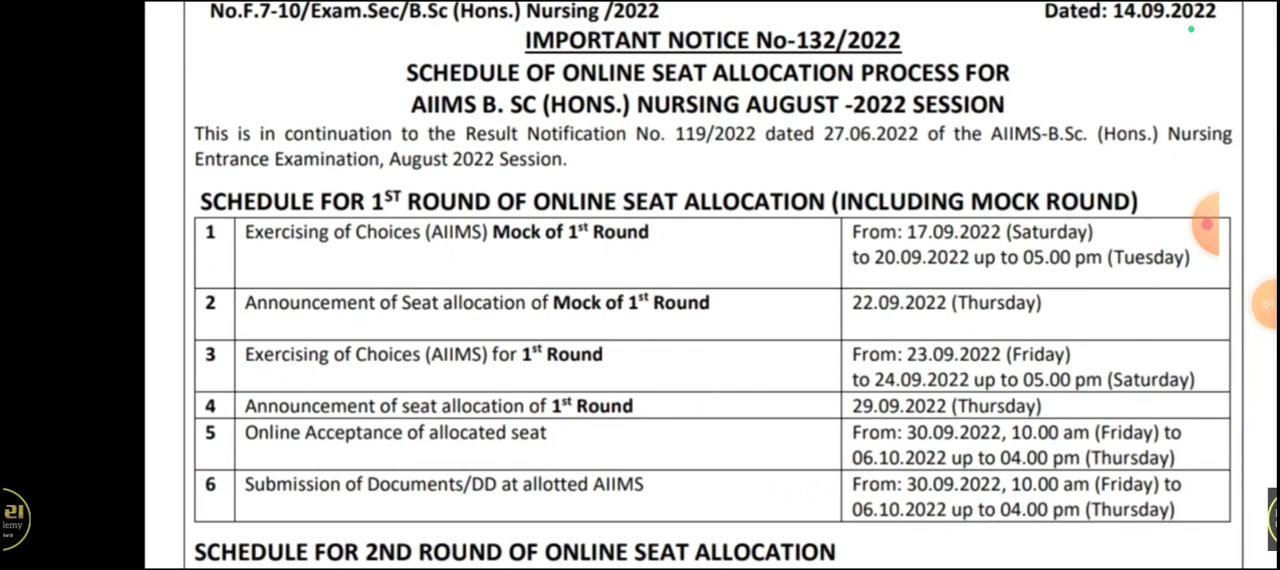 No.F.7-10/Exam.Sec/B.Sc (Hons.) Nursing /2022 Dated: 14.09.2022
IMPORTANT NOTICE No-132/2022
SCHEDULE OF ONLINE SEAT ALLOCATION PROCESS FOR
AIIMS B. SC (HONS.) NURSING AUGUST -2022 SESSION
This is in continuation to the Result Notification No. 119/2022 dated 27.06.2022 of the AIIMS-B.Sc. (Hons.) Nursing
Entrance Examination, August 2022 Session.
SCHEDULE FOR 1ST ROUND OF ONLINE SEAT ALLOCATION (INCLUDING MOCK ROUND)
1 Exercising of Choices (AIIMS) Mock of 1st Round From: 17.09.2022 (Saturday)
to 20.09.2022 up to 05.00 pm (Tuesday)
2 Announcement of Seat allocation of Mock of 1st Round 22.09.2022 (Thursday)
3 Exercising of Choices (AIIMS) for 1st Round From: 23.09.2022 (Friday)
to 24.09.2022 up to 05.00 pm (Saturday)
4 Announcement of seat allocation of 1st Round 29.09.2022 (Thursday)
5 Online Acceptance of allocated seat From: 30.09.2022, 10.00 am (Friday) to
06.10.2022 up to 04.00 pm (Thursday)
6 Submission of Documents/DD at allotted AIIMS From: 30.09.2022, 10.00 am (Friday) to
06.10.2022 up to 04.00 pm (Thursday)
SCHEDULE FOR 2ND ROUND OF ONLINE SEAT ALLOCATION